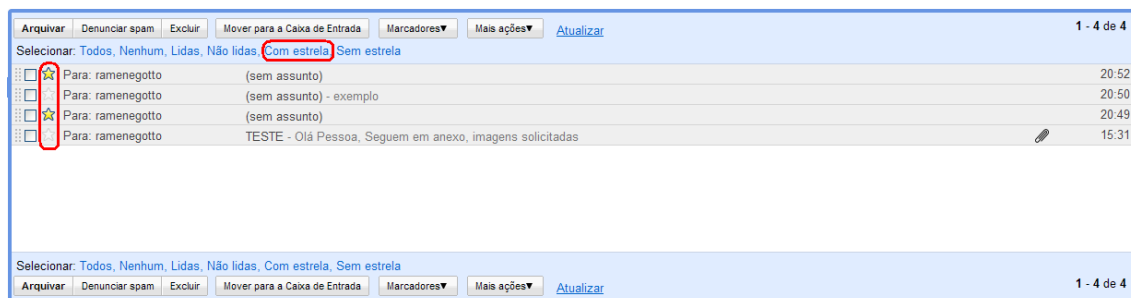 Arquivar Denunciar spam Excluir Mover para a Caixa de Entrada Marcadores▼ Mais ações▼ Atualizar 1 - 4 de 4
Selecionar: Todos, Nenhum, Lidas, Não lidas, Com estrela, Sem estrela
Para: ramenegotto (sem assunto) 20:52
Para: ramenegotto (sem assunto) - exemplo 20:50
Para: ramenegotto (sem assunto) 20:49
Para: ramenegotto TESTE - Olá Pessoa, Seguem em anexo, imagens solicitadas 15:31
Selecionar: Todos, Nenhum, Lidas, Não lidas, Com estrela, Sem estrela
Arquivar Denunciar spam Excluir Mover para a Caixa de Entrada Marcadores▼ Mais ações▼ Atualizar 1 - 4 de 4